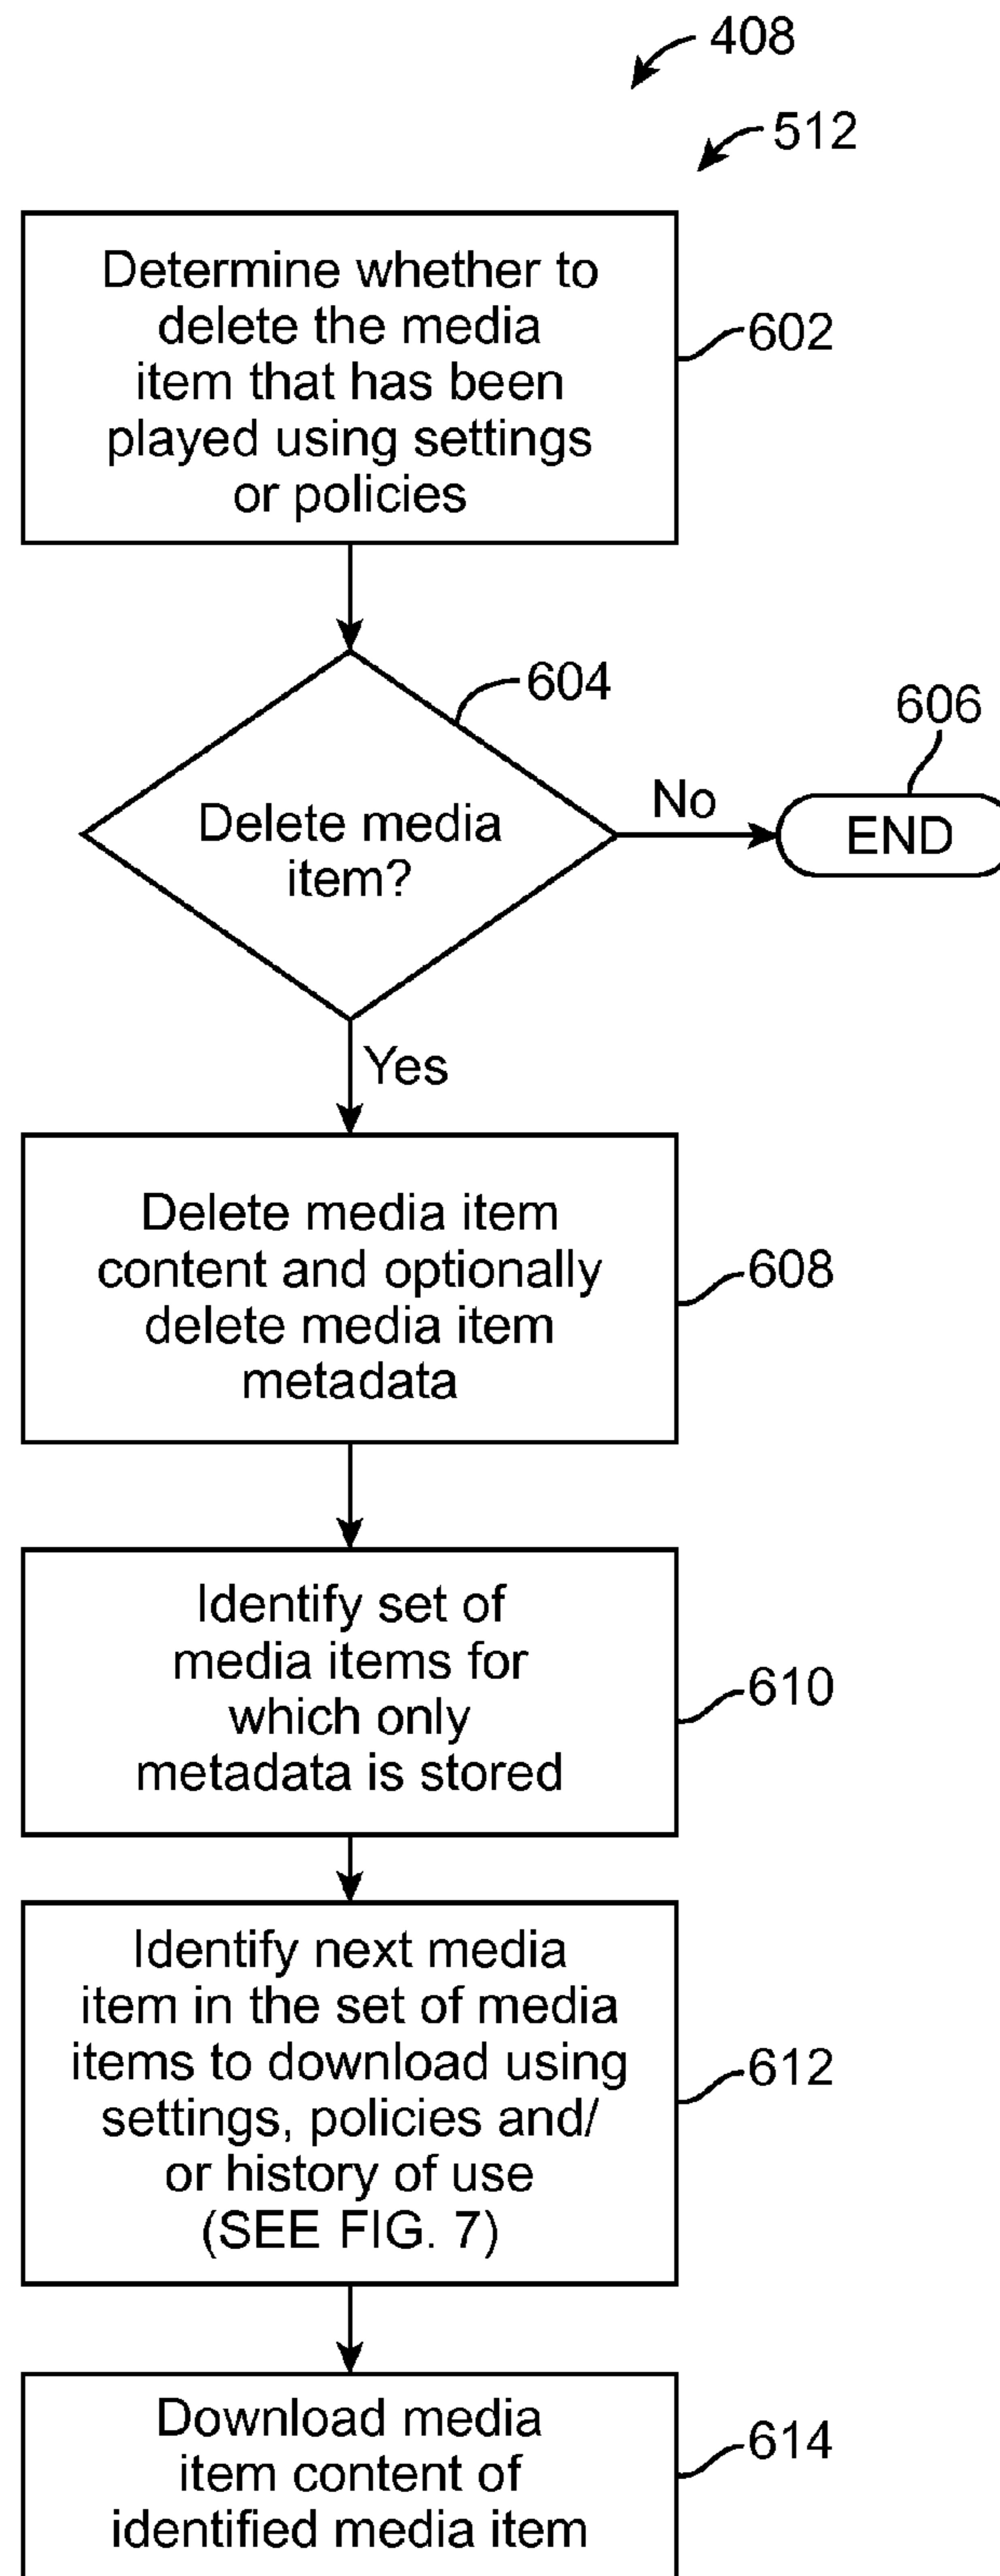 408
512
Determine whether to
delete the media
item that has been
played using settings
or policies
602
604
Delete media
item?
No
606
END
Yes
Delete media item
content and optionally
delete media item
metadata
608
Identify set of
media items for
which only
metadata is stored
610
Identify next media
item in the set of media
items to download using
settings, policies and/
or history of use
(SEE FIG. 7)
612
Download media
item content of
identified media item
614